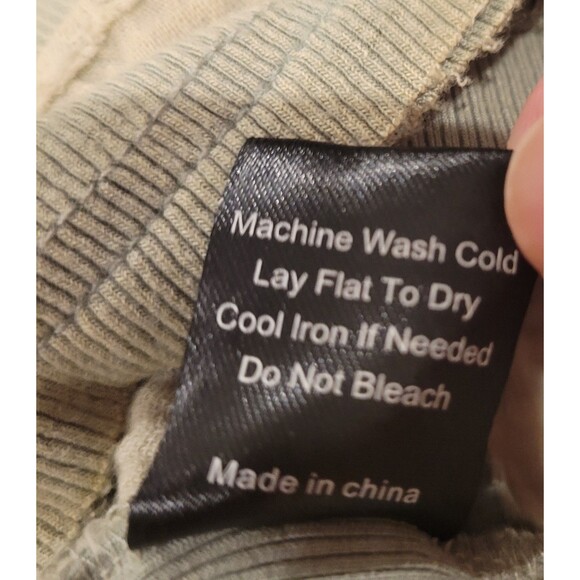 Machine Wash Cold
Lay Flat To Dry
Cool Iron If Needed
Do Not Bleach
Made in china